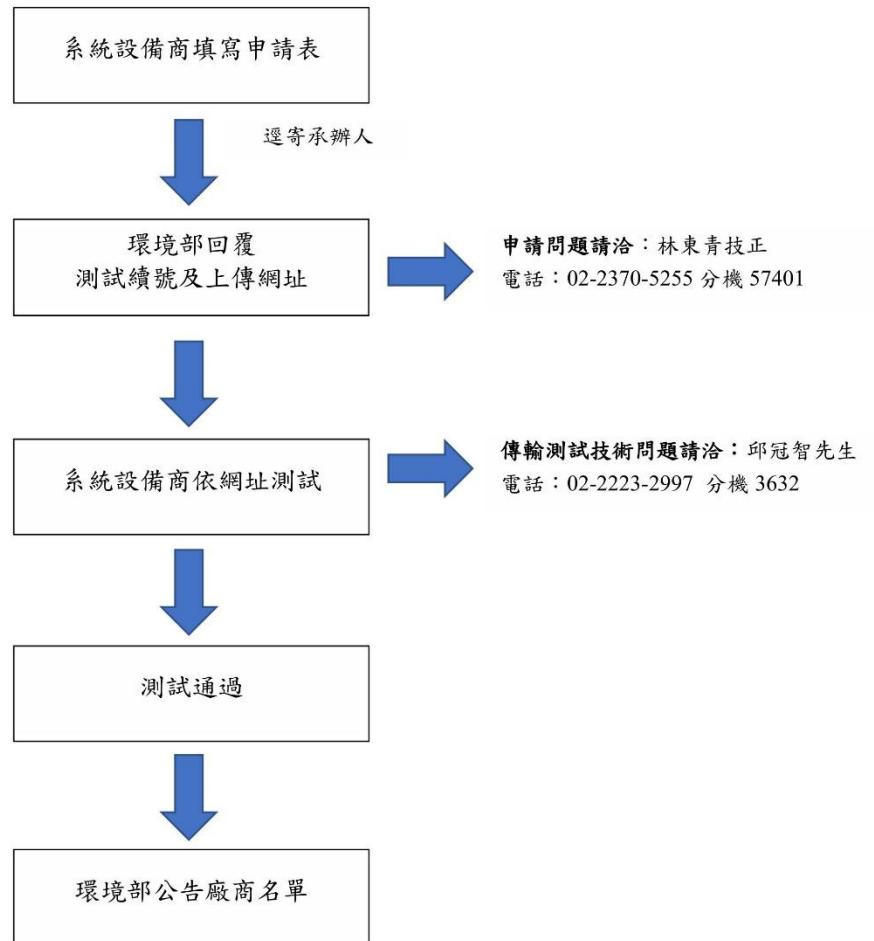 系統設備商填寫申請表
逕寄承辦人
環境部回覆
測試續號及上傳網址
申請問題請洽：林東青技正
電話：02-2370-5255 分機 57401
系統設備商依網址測試
傳輸測試技術問題請洽：邱冠智先生
電話：02-2223-2997 分機 3632
測試通過
環境部公告廠商名單